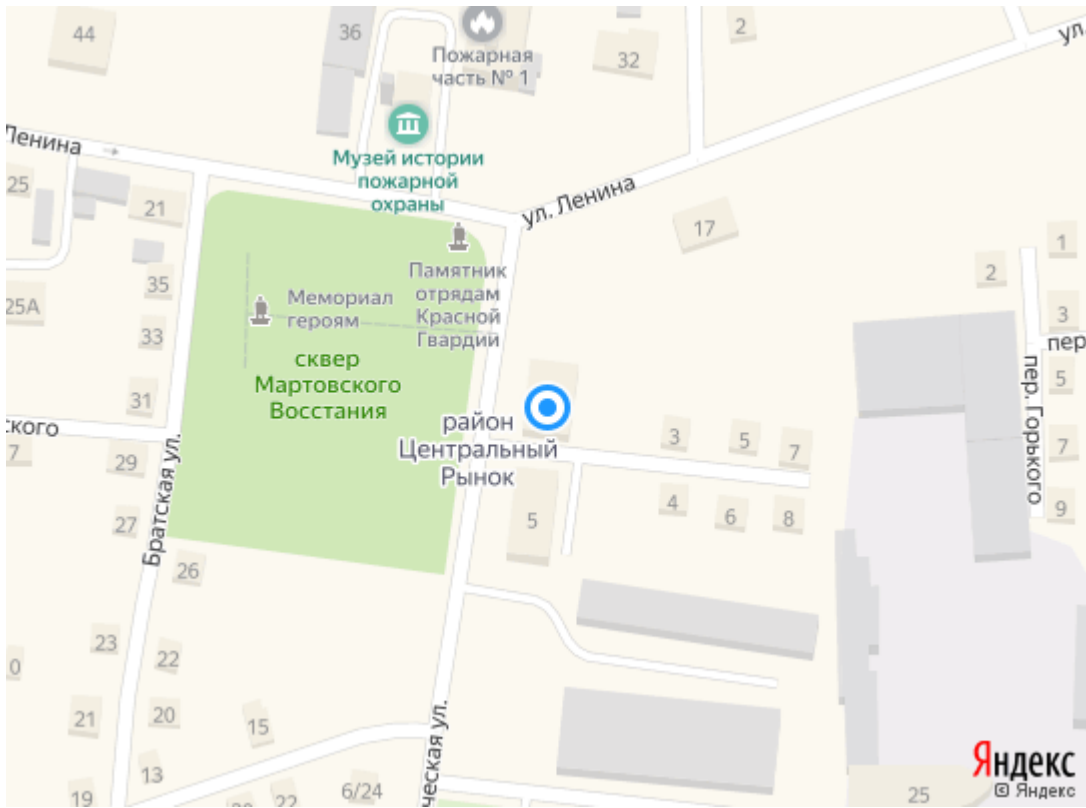 44
36
Пожарная
часть № 1
32
2
ул.
Ленина
→
Музей истории
пожарной
охраны
ул. Ленина
25
21
17
1
2
Памятник
отрядам
Красной
Гвардии
35
25А
Мемориал
героям
33
3
пер
сквер
Мартовского
Восстания
31
5
пер. Горького
район
Центральный
Рынок
ского
7
29
3
5
7
7
27
5
4
6
8
9
Братская ул.
26
23
22
0
21
20
15
ческая ул.
13
19
20
22
6/24
25
Яндекс
© Яндекс